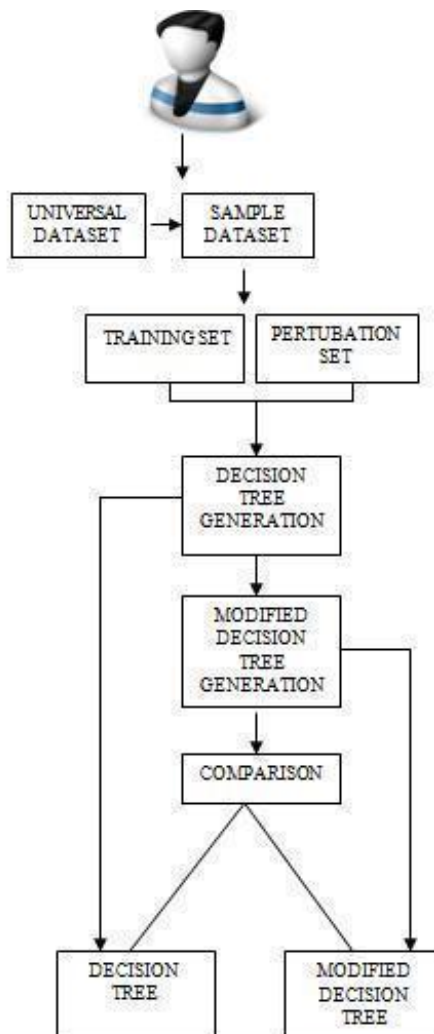 UNIVERSAL
DATASET
SAMPLE
DATASET
TRAINING SET
PERTUBATION
SET
DECISION
TREE
GENERATION
MODIFIED
DECISION
TREE
GENERATION
COMPARISON
DECISION
TREE
MODIFIED
DECISION
TREE